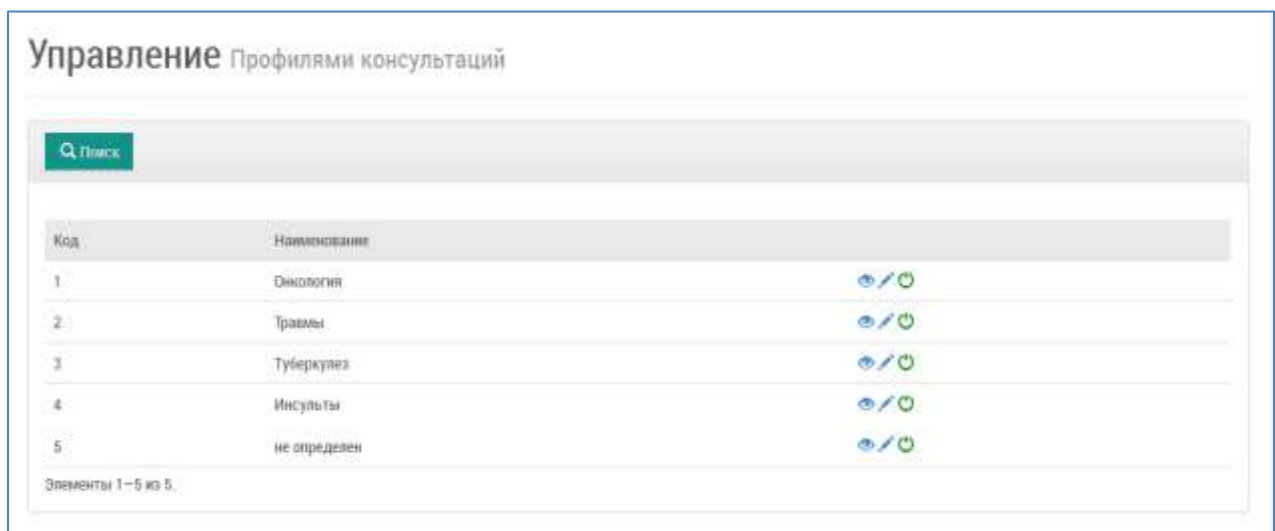 Управление Профилями консультаций
Поиск
Код Наименование
1 Онкология
2 Травмы
3 Туберкулез
4 Инсульты
5 не определен
Элементы 1—5 из 5.